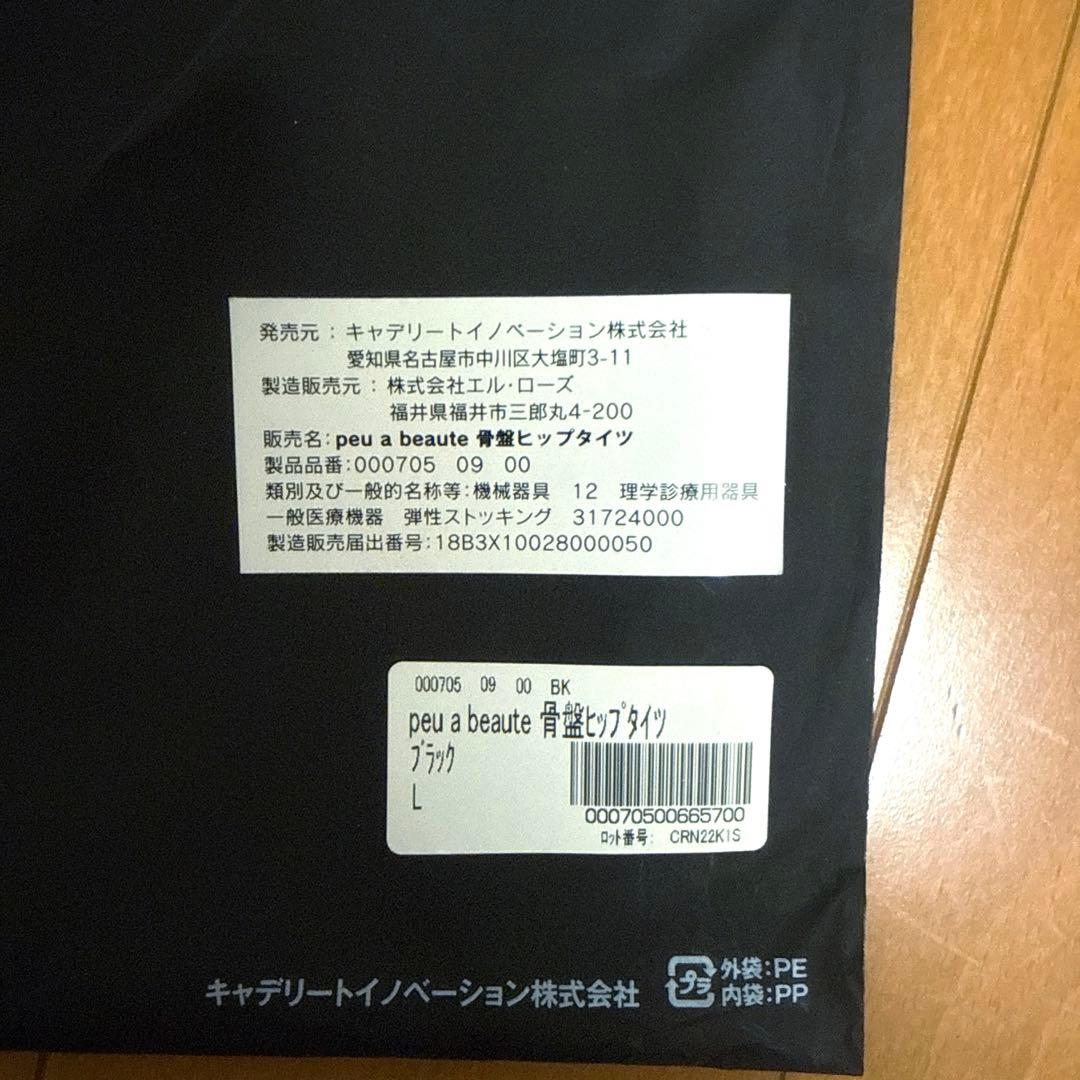 発売元：キャデリートイノベーション株式会社
愛知県名古屋市中川区大塩町3-11
製造販売元：株式会社エル・ローズ
福井県福井市三郎丸4-200
販売名：peu a beaute 骨盤ヒップタイツ
製品品番：000705 09 00
類別及び一般的名称等：機械器具 12 理学診療用器具
一般医療機器 弾性ストッキング 31724000
製造販売届出番号：18B3X10028000050
000705 09 00 BK
peu a beaute 骨盤ﾋｯﾌﾟﾀｲﾂ
ﾌﾞﾗｯｸ
L
00070500665700
ﾛｯﾄ番号: CRN22KIS
キャデリートイノベーション株式会社
プラ 外袋：PE
内袋：PP